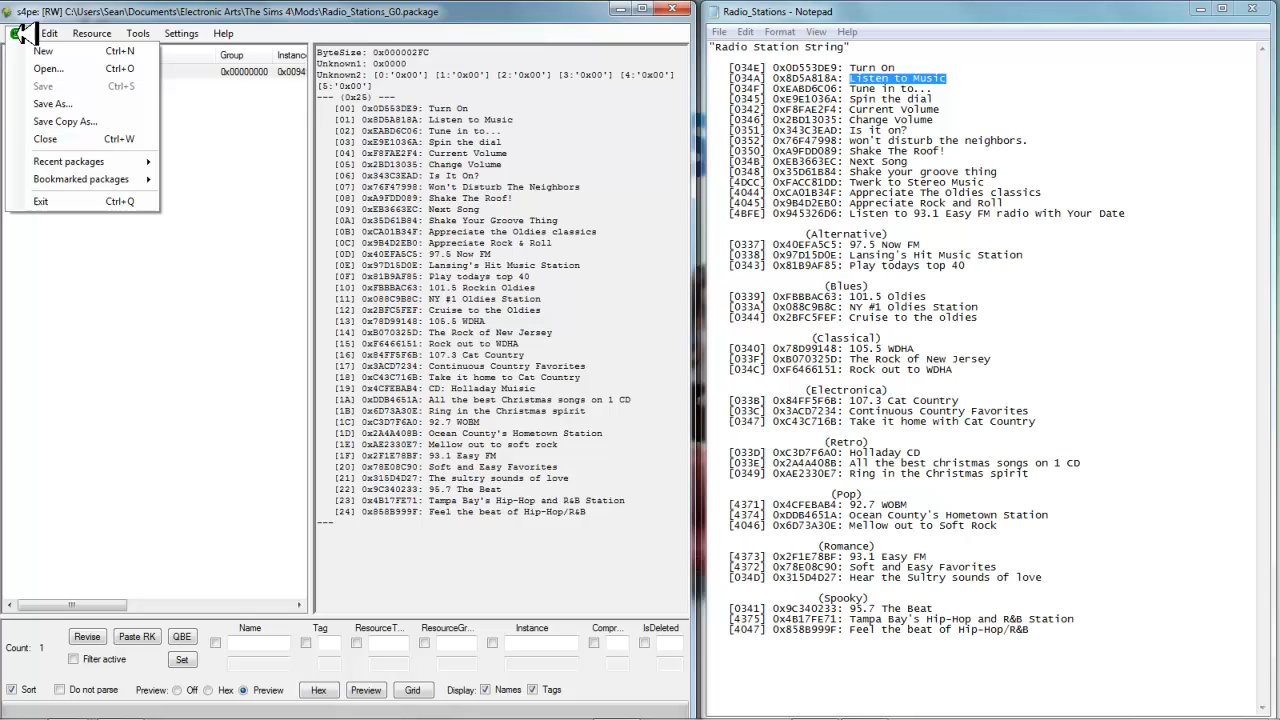 s4pe: [RW] C:\Users\Sean\Documents\Electronic Arts\The Sims 4\Mods\Radio_Stations_G0.package
Edit Resource Tools Settings Help
New Ctrl+N
Open... Ctrl+O
Save Ctrl+S
Save As...
Save Copy As...
Close Ctrl+W
Recent packages
Bookmarked packages
Exit Ctrl+Q
Group Instanc
0x00000000 0x0094
ByteSize: 0x000002FC
Unknown1: 0x0000
Unknown2: [0:'0x00'] [1:'0x00'] [2:'0x00'] [3:'0x00'] [4:'0x00']
[5:'0x00']
--- (0x25) ---
[00] 0x0D553DE9: Turn On
[01] 0x8D5A818A: Listen to Music
[02] 0xEABD6C06: Tune in to...
[03] 0xE9E1036A: Spin the dial
[04] 0xF8FAE2F4: Current Volume
[05] 0x2BD13035: Change Volume
[06] 0x343C3EAD: Is It On?
[07] 0x76F47998: Won't Disturb The Neighbors
[08] 0xA9FDD089: Shake The Roof!
[09] 0xEB3663EC: Next Song
[0A] 0x35D61B84: Shake Your Groove Thing
[0B] 0xCA01B34F: Appreciate the Oldies classics
[0C] 0x9B4D2EB0: Appreciate Rock & Roll
[0D] 0x40EFA5C5: 97.5 Now FM
[0E] 0x97D15D0E: Lansing's Hit Music Station
[0F] 0x81B9AF85: Play todays top 40
[10] 0xFBBBAC63: 101.5 Rockin Oldies
[11] 0x088C9B8C: NY #1 Oldies Station
[12] 0x2BFC5FEF: Cruise to the Oldies
[13] 0x78D99148: 105.5 WDHA
[14] 0xB070325D: The Rock of New Jersey
[15] 0xF6466151: Rock out to WDHA
[16] 0x84FF5F6B: 107.3 Cat Country
[17] 0x3ACD7234: Continuous Country Favorites
[18] 0xC43C716B: Take it home to Cat Country
[19] 0x4CFEBAB4: CD: Holladay Muisic
[1A] 0xDDB4651A: All the best Christmas songs on 1 CD
[1B] 0x6D73A30E: Ring in the Christmas spirit
[1C] 0xC3D7F6A0: 92.7 WOBM
[1D] 0x2A4A408B: Ocean County's Hometown Station
[1E] 0xAE2330E7: Mellow out to soft rock
[1F] 0x2F1E78BF: 93.1 Easy FM
[20] 0x78E08C90: Soft and Easy Favorites
[21] 0x315D4D27: The sultry sounds of love
[22] 0x9C340233: 95.7 The Beat
[23] 0x4B17FE71: Tampa Bay's Hip-Hop and R&B Station
[24] 0x858B999F: Feel the beat of Hip-Hop/R&B
---
Count: 1
Revise Paste RK QBE
Filter active Set
Name Tag ResourceT... ResourceGr... Instance Compr... IsDeleted
Sort Do not parse Preview: Off Hex Preview Hex Preview Grid Display: Names Tags
Radio_Stations - Notepad
File Edit Format View Help
"Radio Station String"
[034E] 0x0D553DE9: Turn On
[034A] 0x8D5A818A: Listen to Music
[034F] 0xEABD6C06: Tune in to...
[0345] 0xE9E1036A: Spin the dial
[0342] 0xF8FAE2F4: Current Volume
[0346] 0x2BD13035: Change Volume
[0351] 0x343C3EAD: Is it on?
[0352] 0x76F47998: won't disturb the neighbors.
[0350] 0xA9FDD089: Shake The Roof!
[034B] 0xEB3663EC: Next Song
[0348] 0x35D61B84: Shake your groove thing
[4DCC] 0xFACC81DD: Twerk to Stereo Music
[4044] 0xCA01B34F: Appreciate The Oldies classics
[4045] 0x9B4D2EB0: Appreciate Rock and Roll
[4BFE] 0x945326D6: Listen to 93.1 Easy FM radio with Your Date
(Alternative)
[0337] 0x40EFA5C5: 97.5 Now FM
[0338] 0x97D15D0E: Lansing's Hit Music Station
[0343] 0x81B9AF85: Play todays top 40
(Blues)
[0339] 0xFBBBAC63: 101.5 Oldies
[033A] 0x088C9B8C: NY #1 Oldies Station
[0344] 0x2BFC5FEF: Cruise to the oldies
(Classical)
[0340] 0x78D99148: 105.5 WDHA
[033F] 0xB070325D: The Rock of New Jersey
[034C] 0xF6466151: Rock out to WDHA
(Electronica)
[033B] 0x84FF5F6B: 107.3 Cat Country
[033C] 0x3ACD7234: Continuous Country Favorites
[0347] 0xC43C716B: Take it home with Cat Country
(Retro)
[033D] 0xC3D7F6A0: Holladay CD
[033E] 0x2A4A408B: All the best christmas songs on 1 CD
[0349] 0xAE2330E7: Ring in the Christmas spirit
(Pop)
[4371] 0x4CFEBAB4: 92.7 WOBM
[4374] 0xDDB4651A: Ocean County's Hometown Station
[4046] 0x6D73A30E: Mellow out to Soft Rock
(Romance)
[4373] 0x2F1E78BF: 93.1 Easy FM
[4372] 0x78E08C90: Soft and Easy Favorites
[034D] 0x315D4D27: Hear the Sultry sounds of love
(Spooky)
[0341] 0x9C340233: 95.7 The Beat
[4375] 0x4B17FE71: Tampa Bay's Hip-Hop and R&B Station
[4047] 0x858B999F: Feel the beat of Hip-Hop/R&B